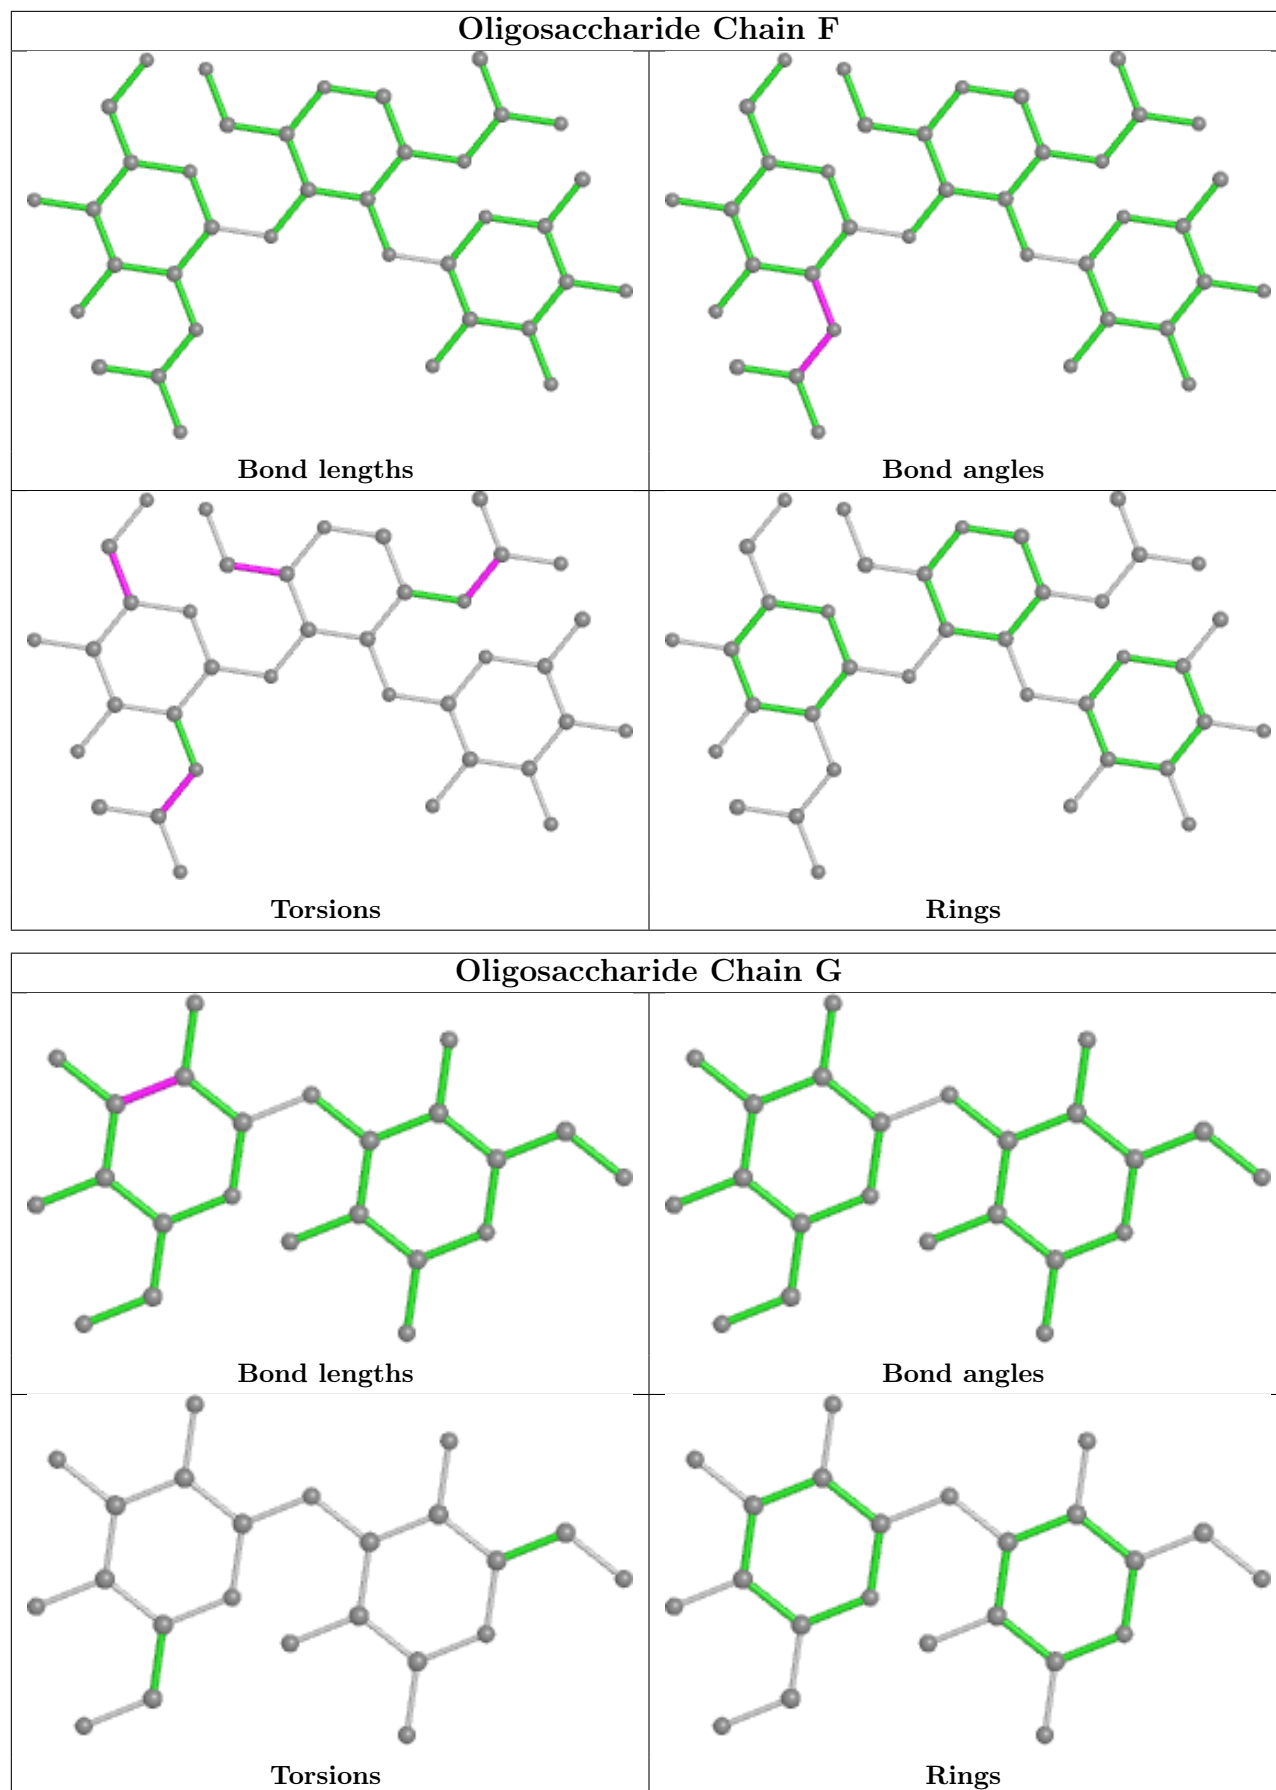 Oligosaccharide Chain F
Bond lengths
Bond angles
Torsions
Rings
Oligosaccharide Chain G
Bond lengths
Bond angles
Torsions
Rings